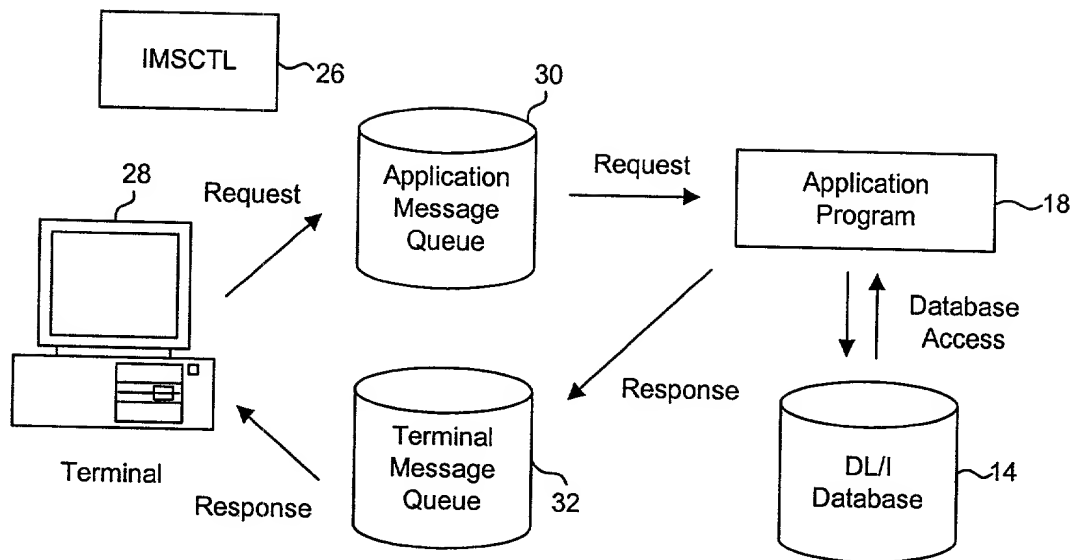 IMSCTL
26
30
28
Request
Application
Message
Queue
Request
Application
Program
18
Database
Access
Response
Terminal
Message
Queue
32
Terminal
Response
DL/I
Database
14